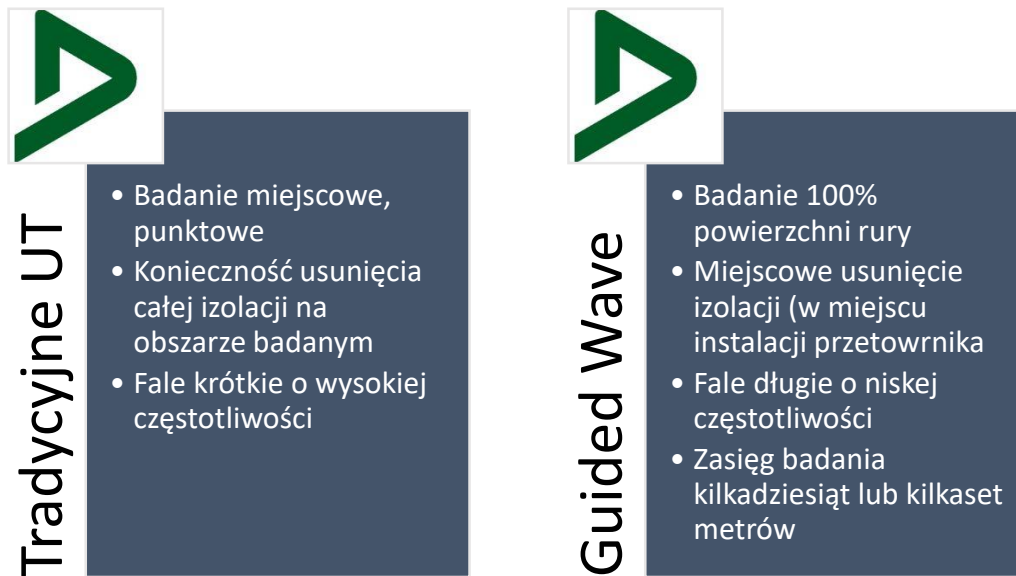 Tradycyjne UT
• Badanie miejscowe,
punktowe
• Konieczność usunięcia
całej izolacji na
obszarze badanym
• Fale krótkie o wysokiej
częstotliwości
Guided Wave
• Badanie 100%
powierzchni rury
• Miejscowe usunięcie
izolacji (w miejscu
instalacji przetowrnika
• Fale długie o niskej
częstotliwości
• Zasięg badania
kilkadziesiąt lub kilkaset
metrów